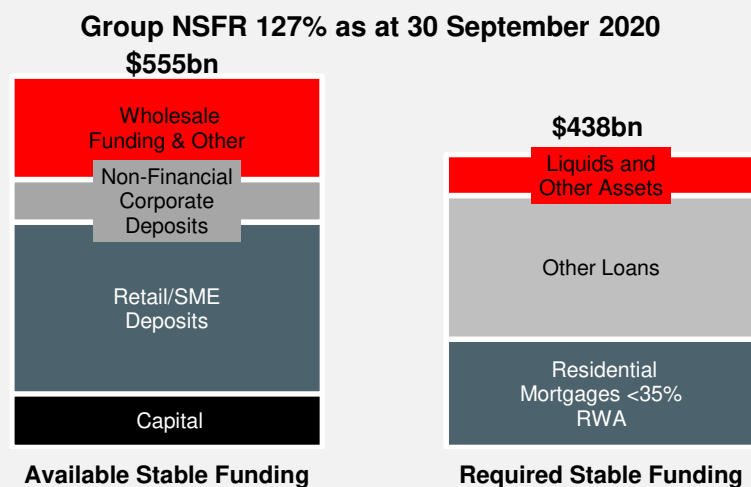 Group NSFR 127% as at 30 September 2020
$555bn
Wholesale
Funding & Other
Non-Financial
Corporate
Deposits
Retail/SME
Deposits
Capital
Available Stable Funding
$438bn
Liquids and
Other Assets
Other Loans
Residential
Mortgages <35%
RWA
Required Stable Funding